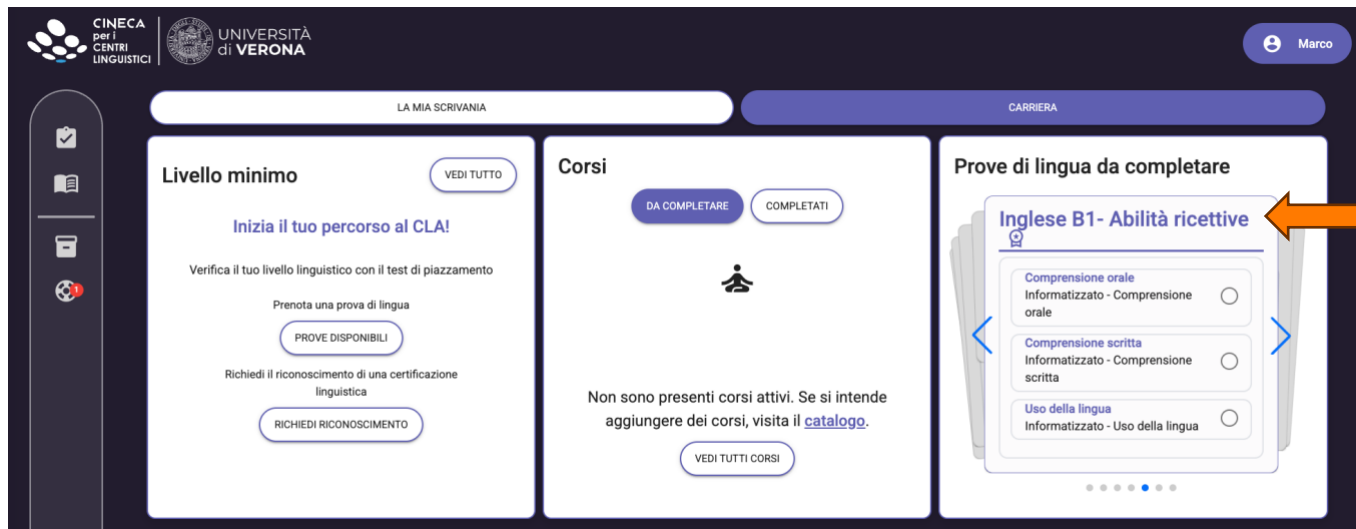 CINECA
per i
CENTRI
LINGUISTICI
UNIVERSITÀ
di VERONA
Marco
LA MIA SCRIVANIA
CARRIERA
Livello minimo
VEDI TUTTO
Inizia il tuo percorso al CLA!
Verifica il tuo livello linguistico con il test di piazzamento
Prenota una prova di lingua
PROVE DISPONIBILI
Richiedi il riconoscimento di una certificazione
linguistica
RICHIEDI RICONOSCIMENTO
Corsi
DA COMPLETARE
COMPLETATI
Non sono presenti corsi attivi. Se si intende
aggiungere dei corsi, visita il catalogo.
VEDI TUTTI CORSI
Prove di lingua da completare
Inglese B1- Abilità ricettive
Comprensione orale
Informatizzato - Comprensione
orale
Comprensione scritta
Informatizzato - Comprensione
scritta
Uso della lingua
Informatizzato - Uso della lingua
1